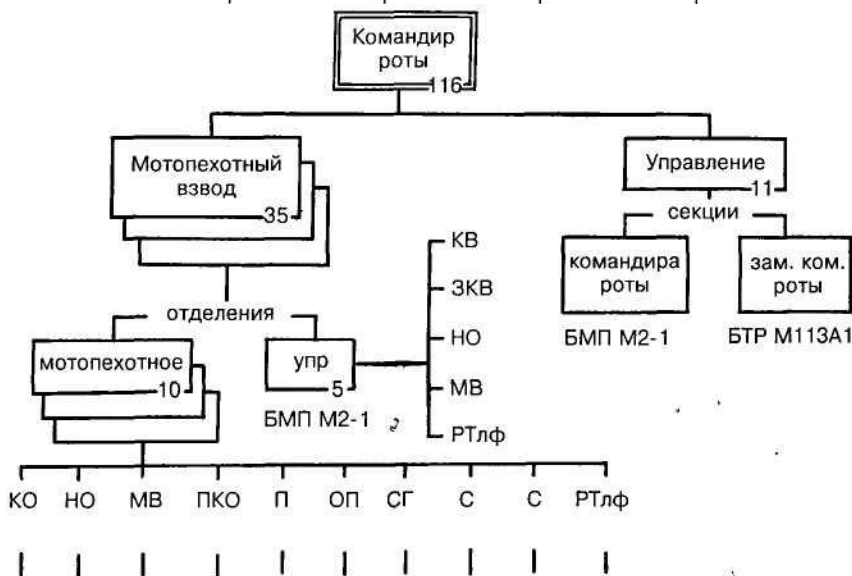 Командир
роты
116
Мотопехотный
взвод
35
Управление
11
секции
командира
роты
зам. ком.
роты
БМП М2-1
БТР М113А1
отделения
мотопехотное
10
упр
5
БМП М2-1
КВ
ЗКВ
НО
МВ
РТлф
КО НО МВ ПКО П ОП СГ С С РТлф